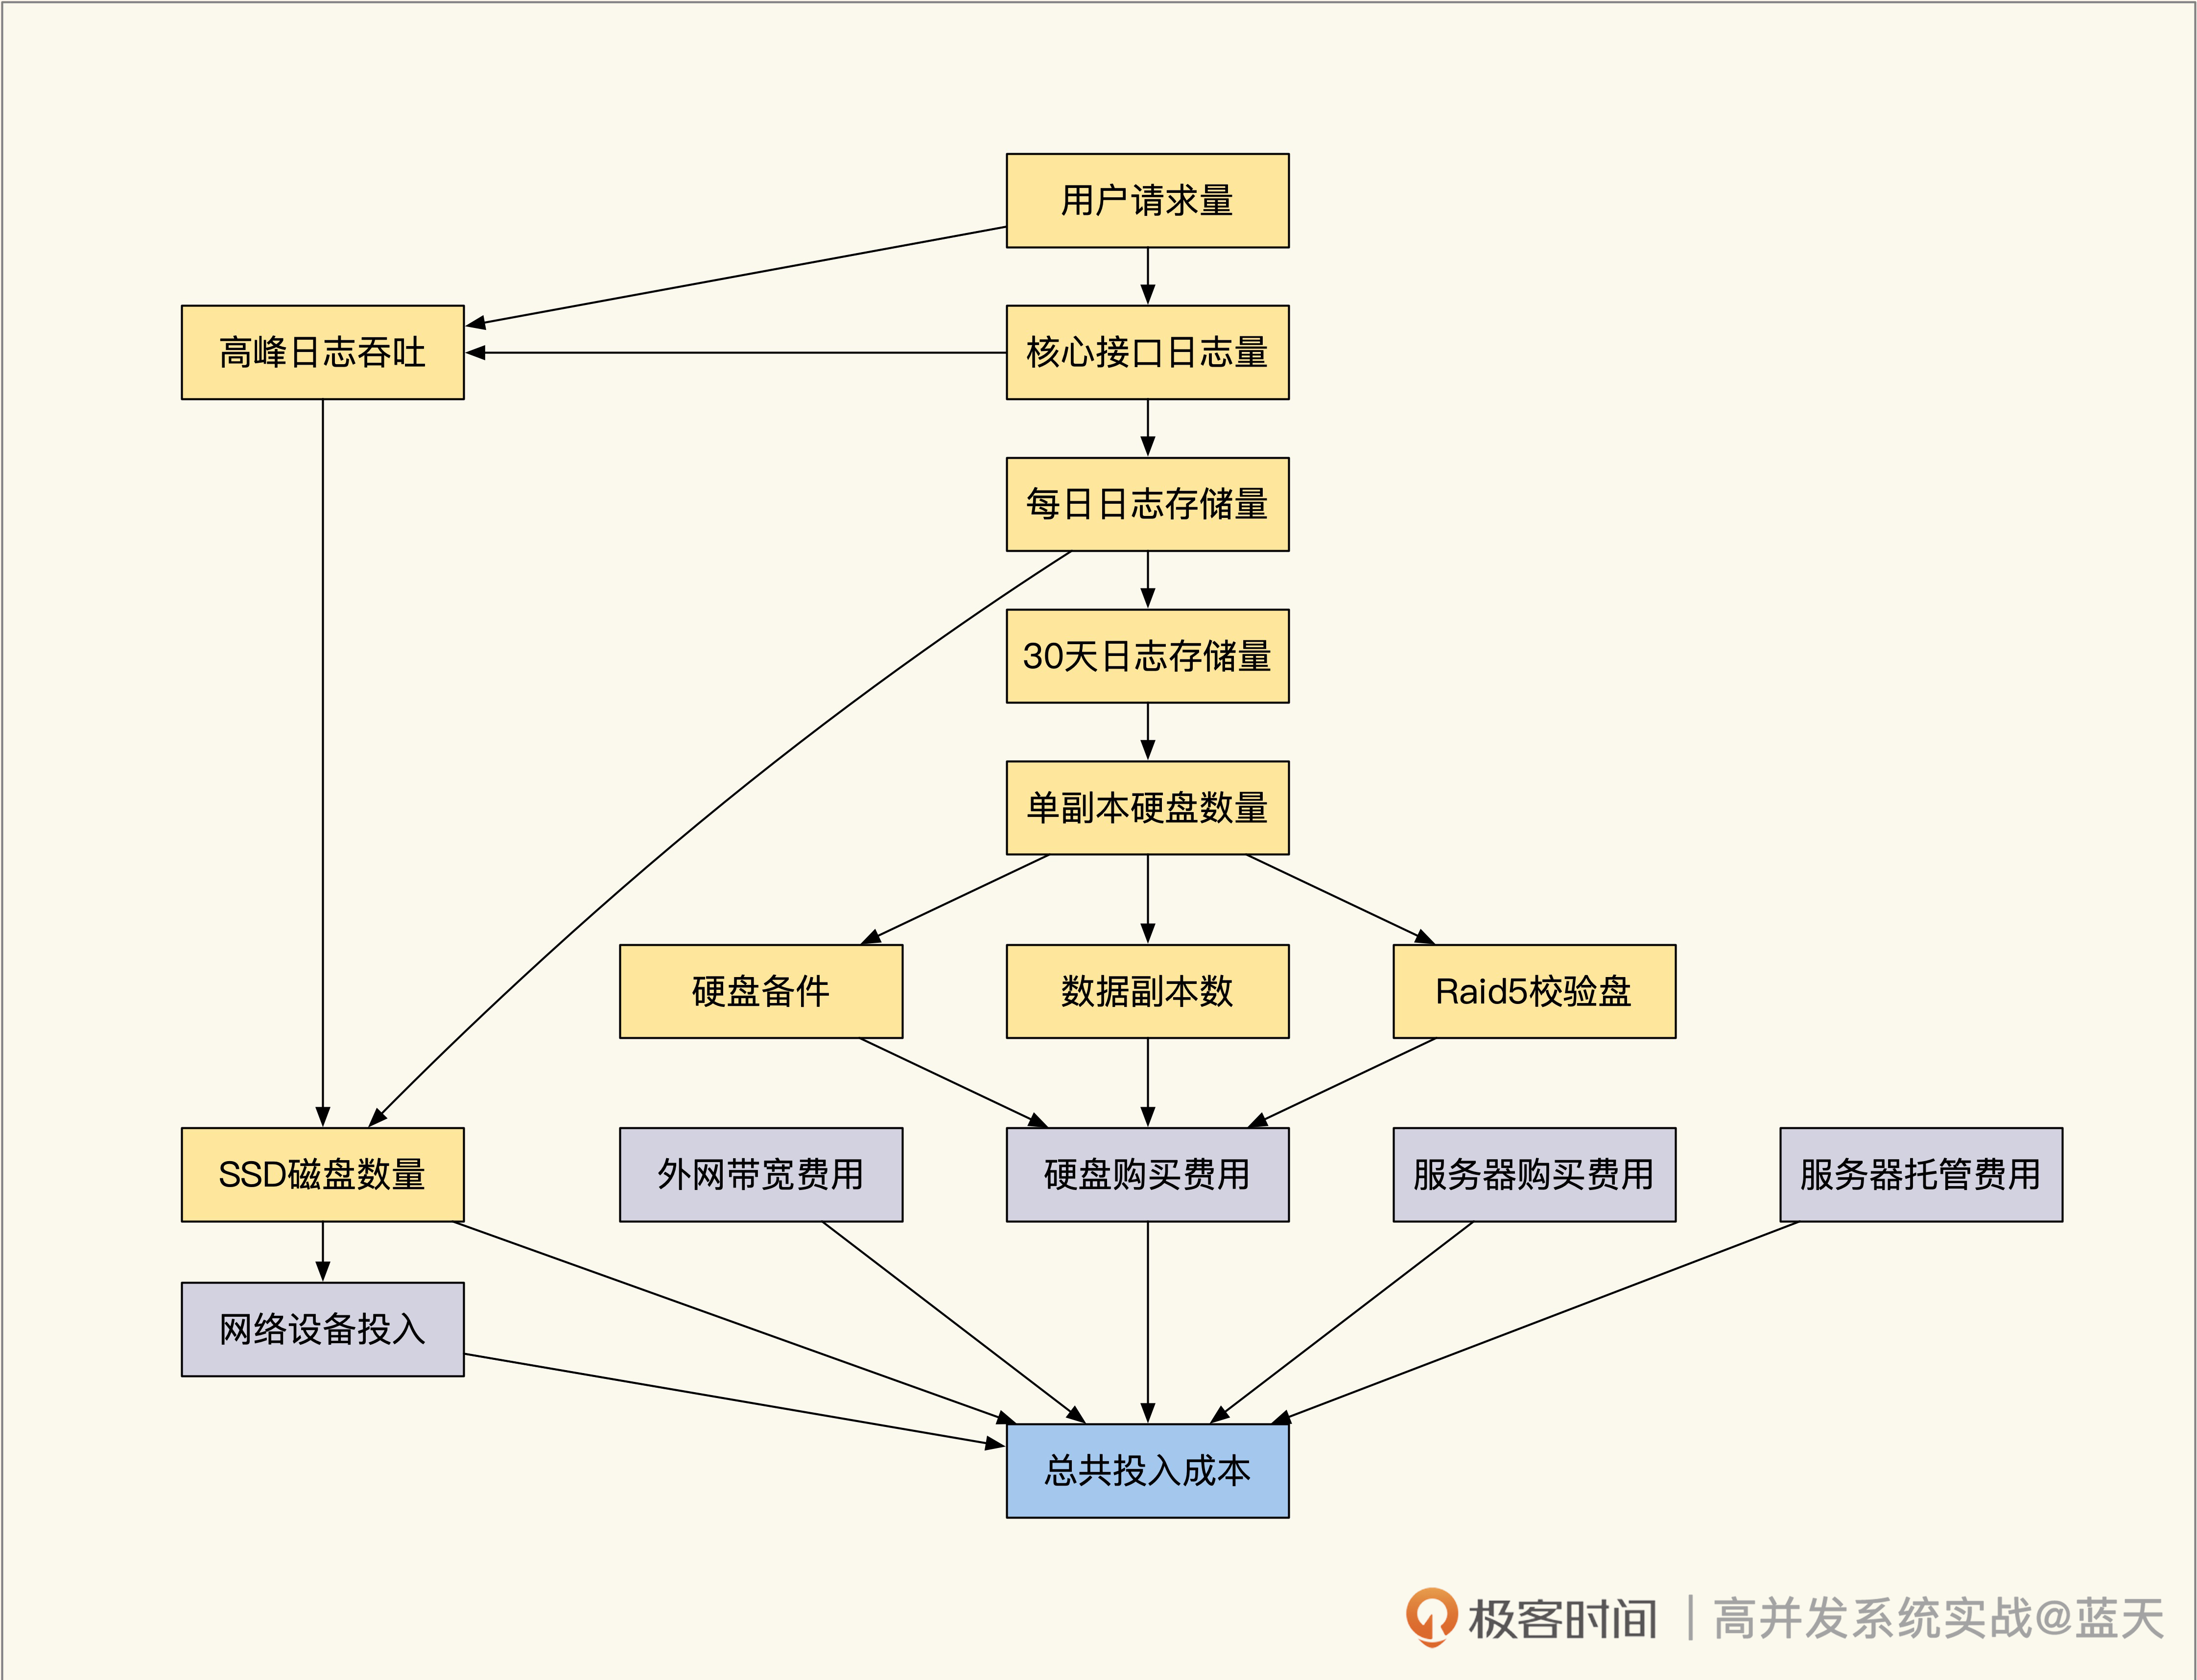 用户请求量
高峰日志吞吐
核心接口日志量
每日日志存储量
30天日志存储量
单副本硬盘数量
硬盘备件
数据副本数
Raid5校验盘
SSD磁盘数量
外网带宽费用
硬盘购买费用
服务器购买费用
服务器托管费用
网络设备投入
总共投入成本
极客时间 | 高并发系统实战@蓝天